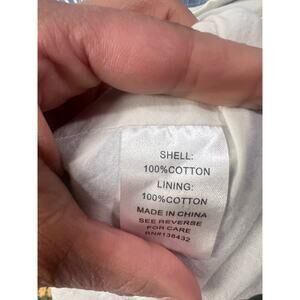 SHELL:
100%COTTON
LINING:
100%COTTON
MADE IN CHINA
SEE REVERSE
FOR CARE
RN#138432